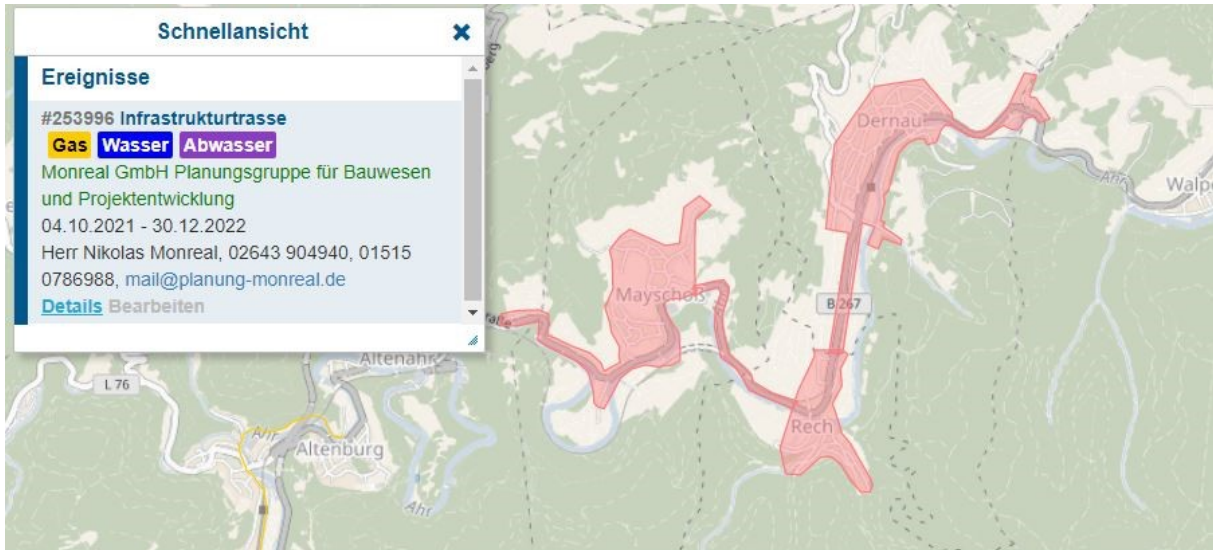 Schnellansicht
Ereignisse
#253996 Infrastrukturtrasse
Gas Wasser Abwasser
Monreal GmbH Planungsgruppe für Bauwesen
und Projektentwicklung
04.10.2021 - 30.12.2022
Herr Nikolas Monreal, 02643 904940, 01515
0786988, mail@planung-monreal.de
Details Bearbeiten
Dernau
Ahr
Mayschoß
B 267
Altenahr
L 76
Rech
Ahr
Altenburg
Ahr